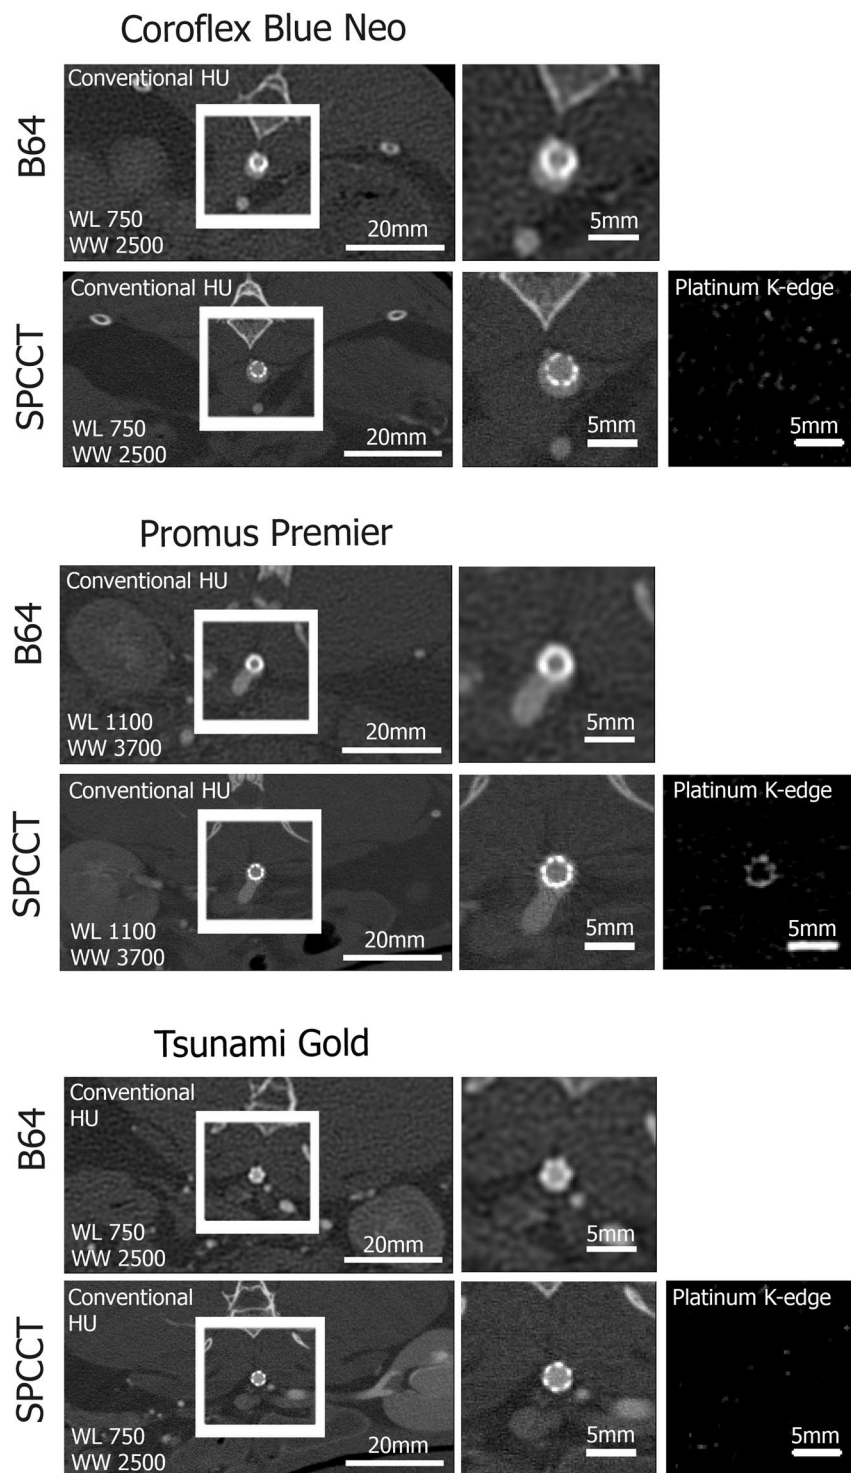 Coroflex Blue Neo
B64
Conventional HU
WL 750
WW 2500
20mm
5mm
SPCCT
Conventional HU
WL 750
WW 2500
20mm
5mm
Platinum K-edge
5mm
Promus Premier
B64
Conventional HU
WL 1100
WW 3700
20mm
5mm
SPCCT
Conventional HU
WL 1100
WW 3700
20mm
5mm
Platinum K-edge
5mm
Tsunami Gold
B64
Conventional
HU
WL 750
WW 2500
20mm
5mm
SPCCT
Conventional
HU
WL 750
WW 2500
20mm
5mm
Platinum K-edge
5mm